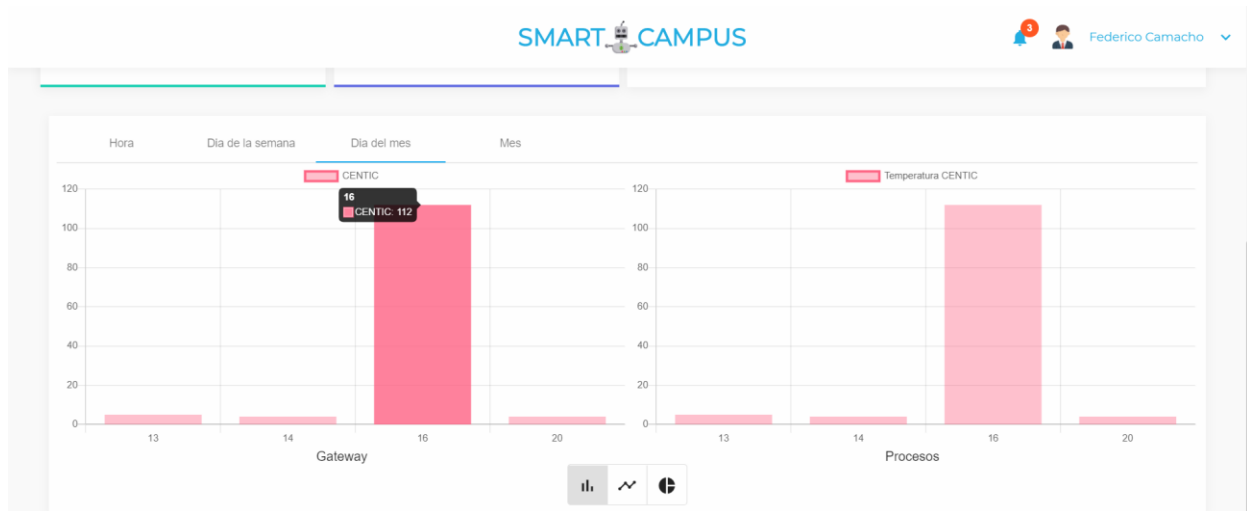 SMART CAMPUS
3
Federico Camacho
Hora
Dia de la semana
Dia del mes
Mes
CENTIC
120
100
80
60
40
20
0
16
CENTIC: 112
13
14
16
20
Gateway
Temperatura CENTIC
120
100
80
60
40
20
0
13
14
16
20
Procesos